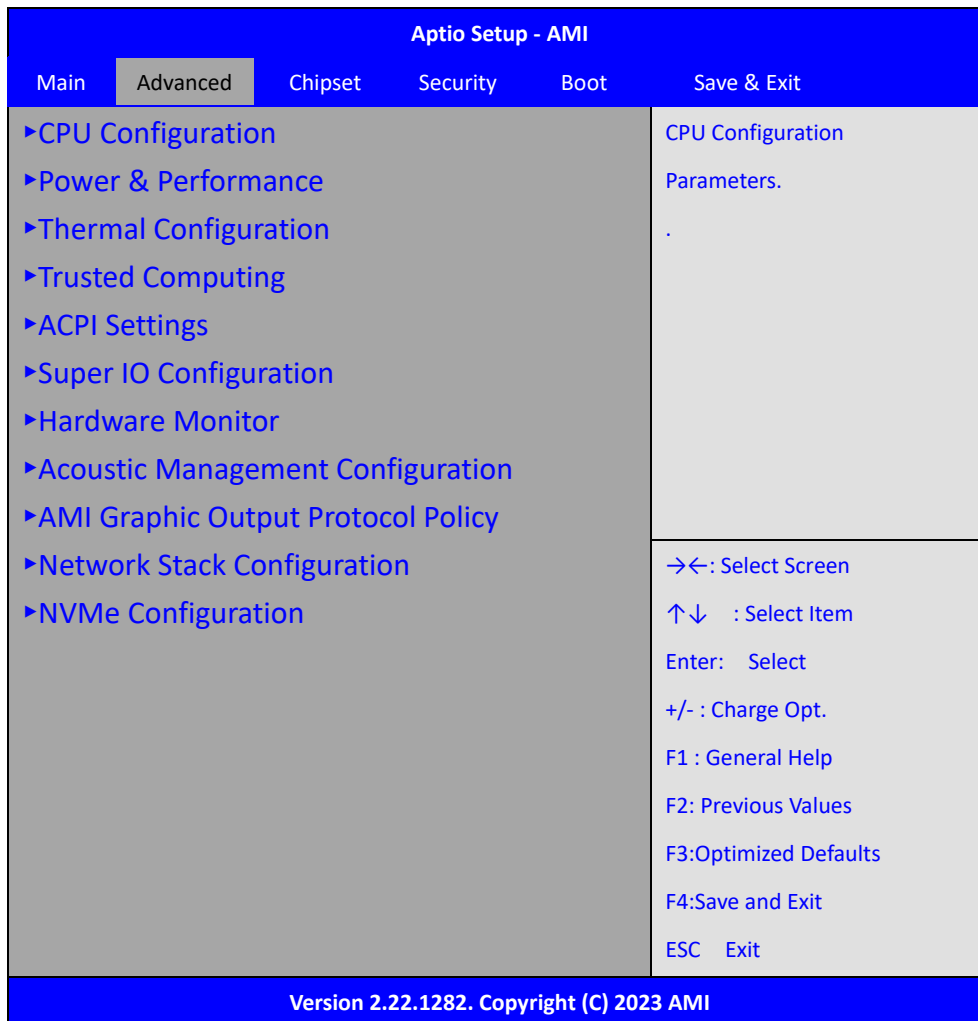 Aptio Setup - AMI
Main Advanced Chipset Security Boot Save & Exit
►CPU Configuration
►Power & Performance
►Thermal Configuration
►Trusted Computing
►ACPI Settings
►Super IO Configuration
►Hardware Monitor
►Acoustic Management Configuration
►AMI Graphic Output Protocol Policy
►Network Stack Configuration
►NVMe Configuration
CPU Configuration
Parameters.
.
→←: Select Screen
↑↓ : Select Item
Enter: Select
+/- : Charge Opt.
F1 : General Help
F2: Previous Values
F3:Optimized Defaults
F4:Save and Exit
ESC Exit
Version 2.22.1282. Copyright (C) 2023 AMI